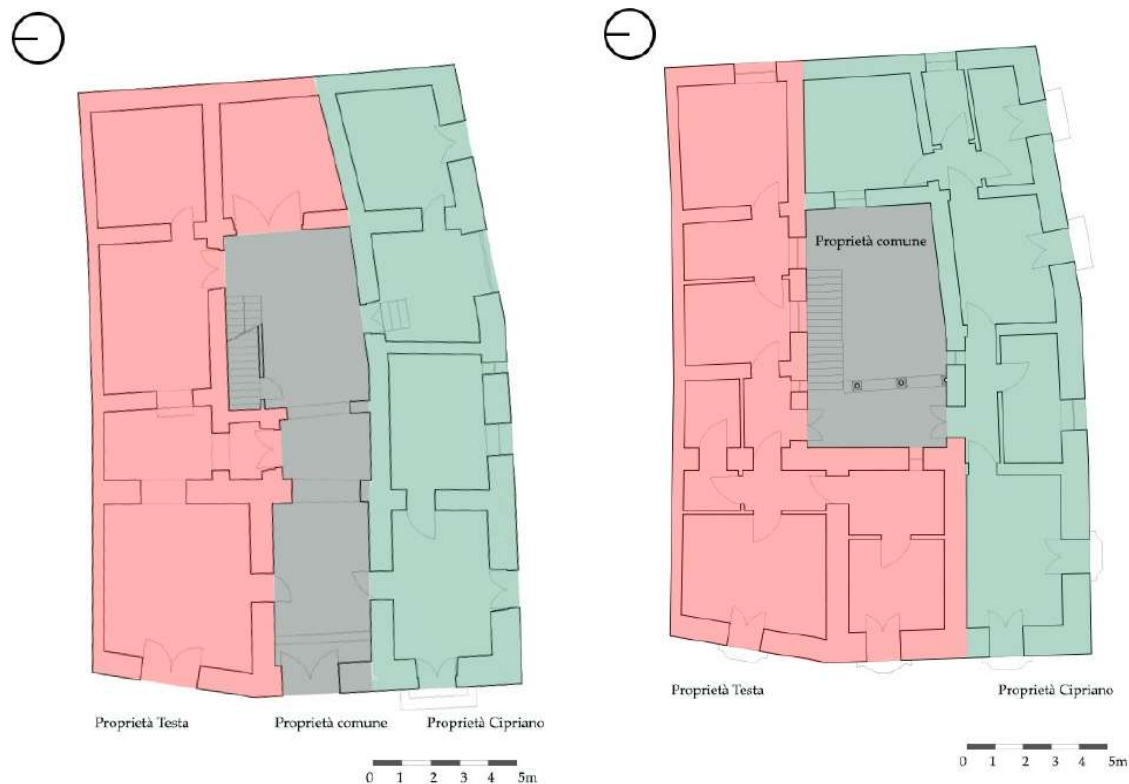 Proprietà Testa
Proprietà comune
Proprietà Cipriano
0 1 2 3 4 5m
Proprietà comune
Proprietà Testa
Proprietà Cipriano
0 1 2 3 4 5m